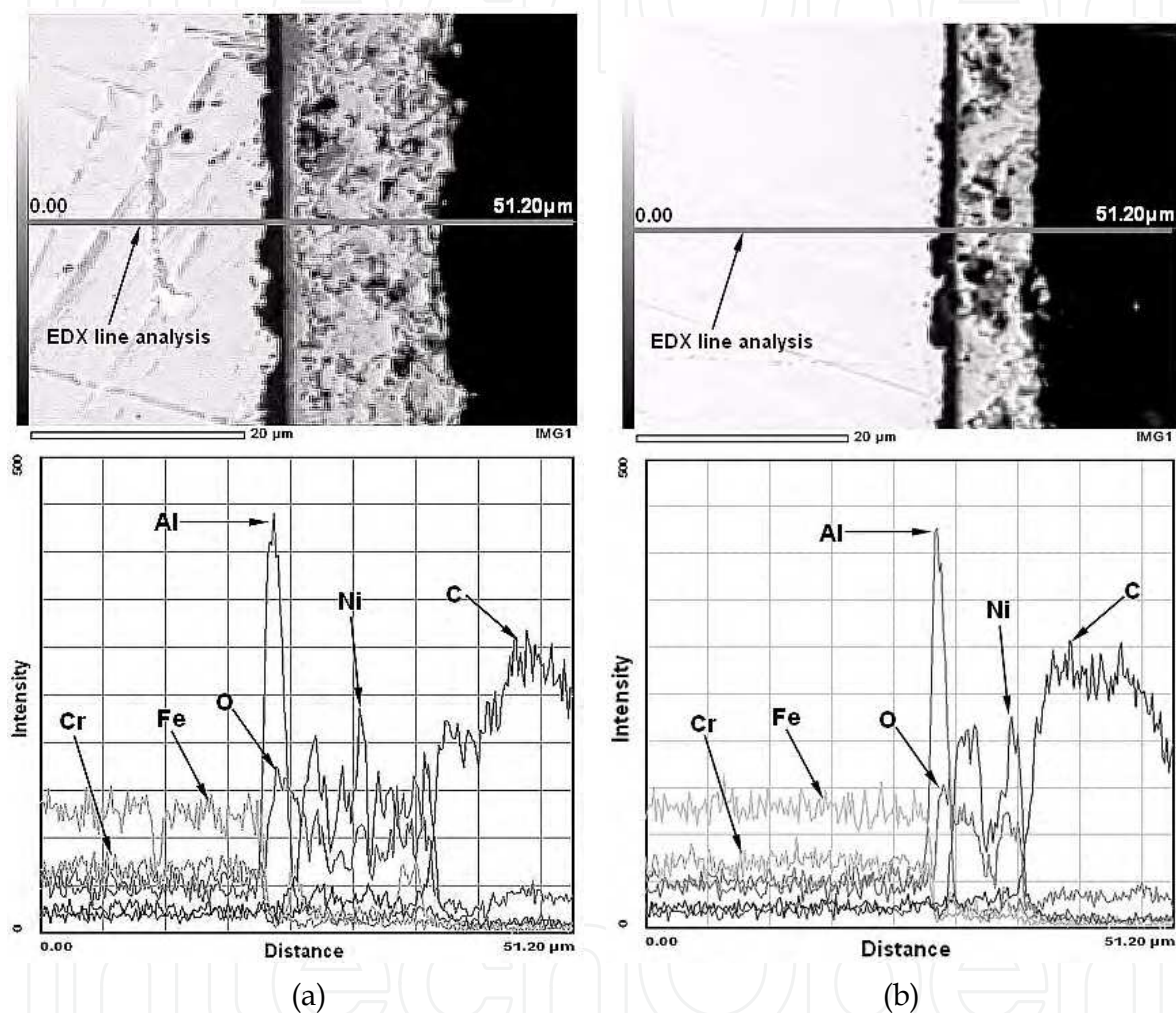 0.00
51.20µm
EDX line analysis
20 µm
IMG1
500
Al
Ni
C
O
Cr
Fe
Intensity
0
0.00
Distance
51.20 µm
(a)
0.00
51.20µm
EDX line analysis
20 µm
IMG1
500
Al
Ni
C
O
Fe
Cr
Intensity
0
0.00
Distance
51.20 µm
(b)